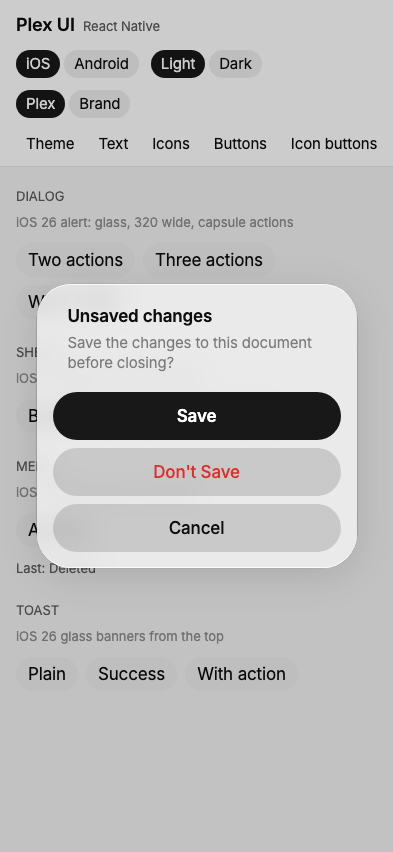 Plex UI React Native
iOS Android Light Dark
Plex Brand
Theme Text Icons Buttons Icon buttons
DIALOG
iOS 26 alert: glass, 320 wide, capsule actions
Two actions Three actions
Unsaved changes
Save the changes to this document
before closing?
Save
Don't Save
Cancel
Last: Deleted
TOAST
iOS 26 glass banners from the top
Plain Success With action